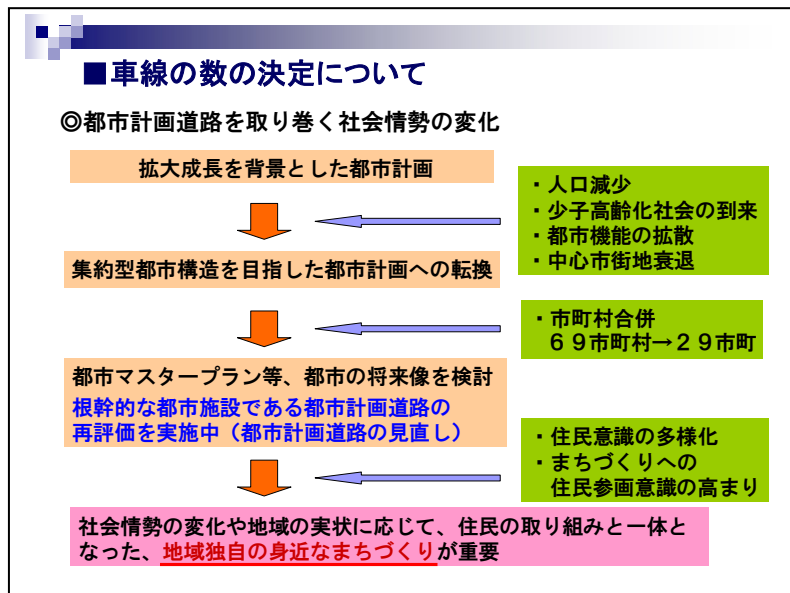 ■車線の数の決定について
◎都市計画道路を取り巻く社会情勢の変化
拡大成長を背景とした都市計画
・人口減少
・少子高齢化社会の到来
・都市機能の拡散
・中心市街地衰退
集約型都市構造を目指した都市計画への転換
・市町村合併
６９市町村→２９市町
都市マスタープラン等、都市の将来像を検討
根幹的な都市施設である都市計画道路の
再評価を実施中（都市計画道路の見直し）
・住民意識の多様化
・まちづくりへの
住民参画意識の高まり
社会情勢の変化や地域の実状に応じて、住民の取り組みと一体と
なった、地域独自の身近なまちづくりが重要